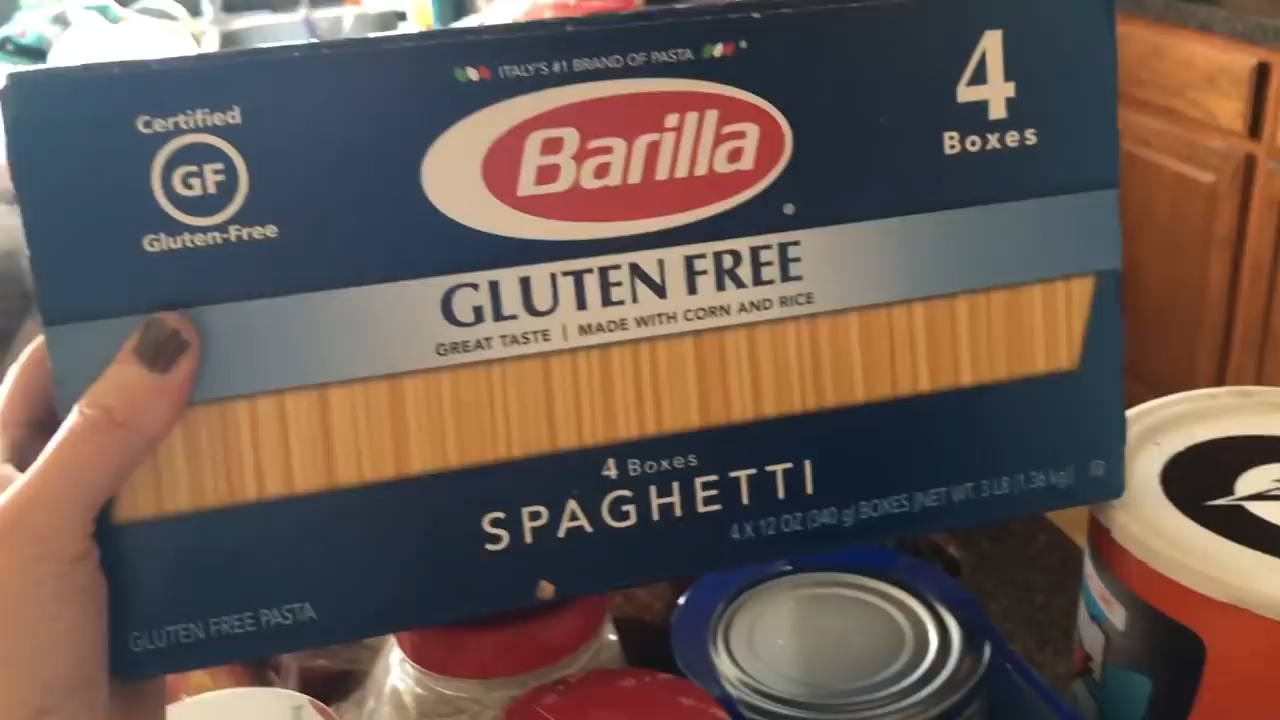 ITALY'S #1 BRAND OF PASTA
Certified
GF
Gluten-Free
Barilla
4
Boxes
GLUTEN FREE
GREAT TASTE | MADE WITH CORN AND RICE
4 Boxes
SPAGHETTI
4 X 12 OZ (340 g) BOXES [NET WT. 3 LB (1.36 kg)]
GLUTEN FREE PASTA